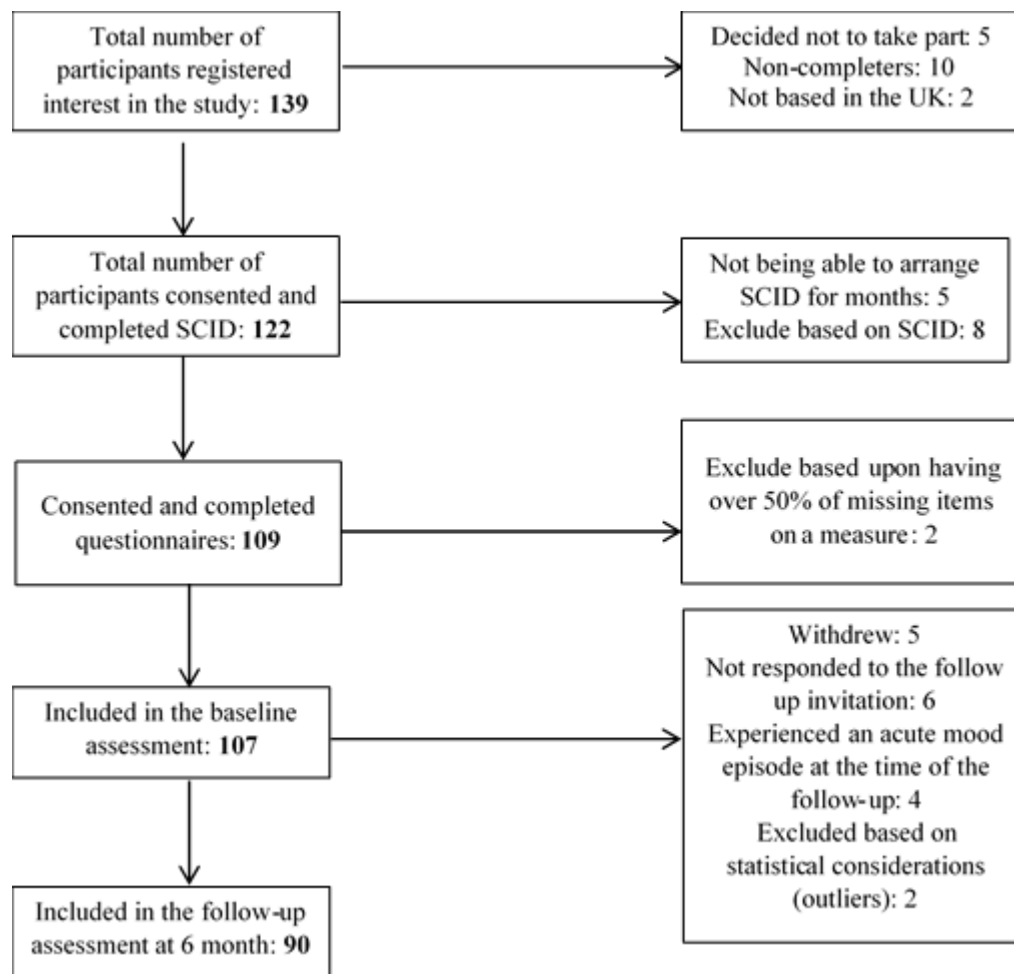 Total number of
participants registered
interest in the study: 139
Decided not to take part: 5
Non-completers: 10
Not based in the UK: 2
Total number of
participants consented and
completed SCID: 122
Not being able to arrange
SCID for months: 5
Exclude based on SCID: 8
Consented and completed
questionnaires: 109
Exclude based upon having
over 50% of missing items
on a measure: 2
Included in the baseline
assessment: 107
Withdrew: 5
Not responded to the follow
up invitation: 6
Experienced an acute mood
episode at the time of the
follow-up: 4
Excluded based on
statistical considerations
(outliers): 2
Included in the follow-up
assessment at 6 month: 90